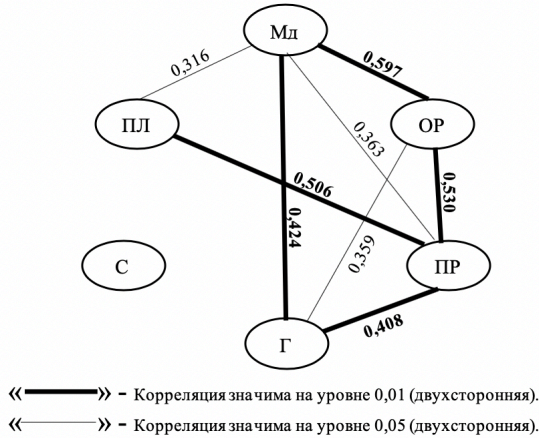 Мд
0,316
0,597
ПЛ
ОР
0,363
0,506
0,530
0,424
0,359
С
ПР
Г
0,408
«——» - Корреляция значима на уровне 0,01 (двухсторонняя).
«——» - Корреляция значима на уровне 0,05 (двухсторонняя).